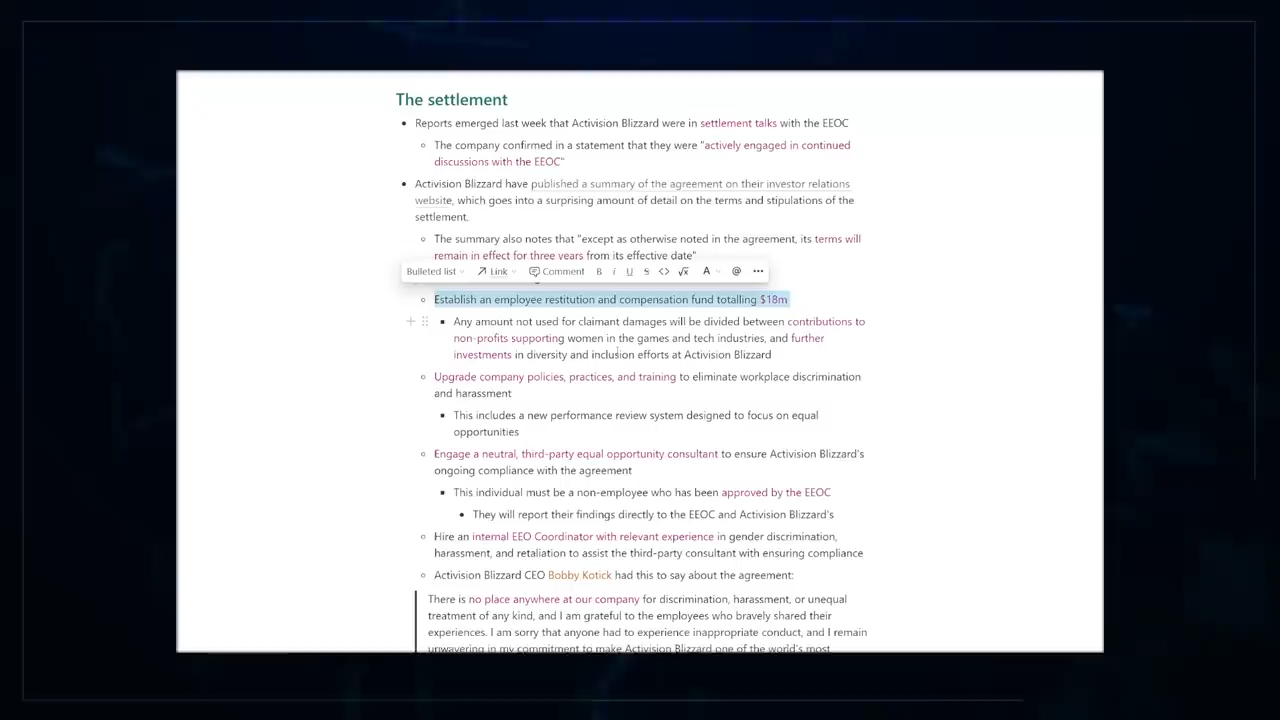 The settlement
• Reports emerged last week that Activision Blizzard were in settlement talks with the EEOC
○ The company confirmed in a statement that they were "actively engaged in continued
discussions with the EEOC"
• Activision Blizzard have published a summary of the agreement on their investor relations
website, which goes into a surprising amount of detail on the terms and stipulations of the
settlement.
○ The summary also notes that "except as otherwise noted in the agreement, its terms will
remain in effect for three years from its effective date"
Bulleted list Link Comment B i U S <> √x A @ •••
○ Establish an employee restitution and compensation fund totalling $18m
▪ Any amount not used for claimant damages will be divided between contributions to
non-profits supporting women in the games and tech industries, and further
investments in diversity and inclusion efforts at Activision Blizzard
○ Upgrade company policies, practices, and training to eliminate workplace discrimination
and harassment
▪ This includes a new performance review system designed to focus on equal
opportunities
○ Engage a neutral, third-party equal opportunity consultant to ensure Activision Blizzard's
ongoing compliance with the agreement
▪ This individual must be a non-employee who has been approved by the EEOC
• They will report their findings directly to the EEOC and Activision Blizzard's
○ Hire an internal EEO Coordinator with relevant experience in gender discrimination,
harassment, and retaliation to assist the third-party consultant with ensuring compliance
○ Activision Blizzard CEO Bobby Kotick had this to say about the agreement:
There is no place anywhere at our company for discrimination, harassment, or unequal
treatment of any kind, and I am grateful to the employees who bravely shared their
experiences. I am sorry that anyone had to experience inappropriate conduct, and I remain
unwavering in my commitment to make Activision Blizzard one of the world's most